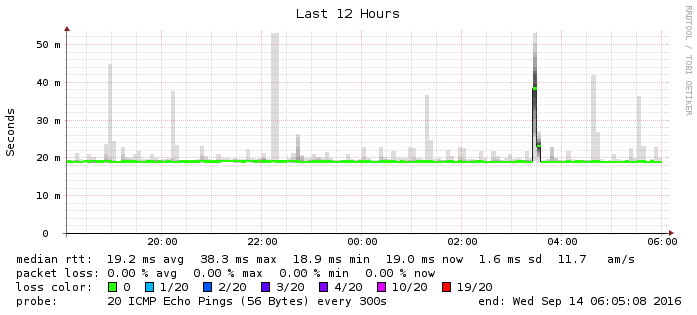 Last 12 Hours
RRDTOOL / TOBI OETIKER
Seconds
50 m
40 m
30 m
20 m
10 m
0
20:00 22:00 00:00 02:00 04:00 06:00
median rtt: 19.2 ms avg 38.3 ms max 18.9 ms min 19.0 ms now 1.6 ms sd 11.7 am/s
packet loss: 0.00 % avg 0.00 % max 0.00 % min 0.00 % now
loss color: 0 1/20 2/20 3/20 4/20 10/20 19/20
probe: 20 ICMP Echo Pings (56 Bytes) every 300s end: Wed Sep 14 06:05:08 2016